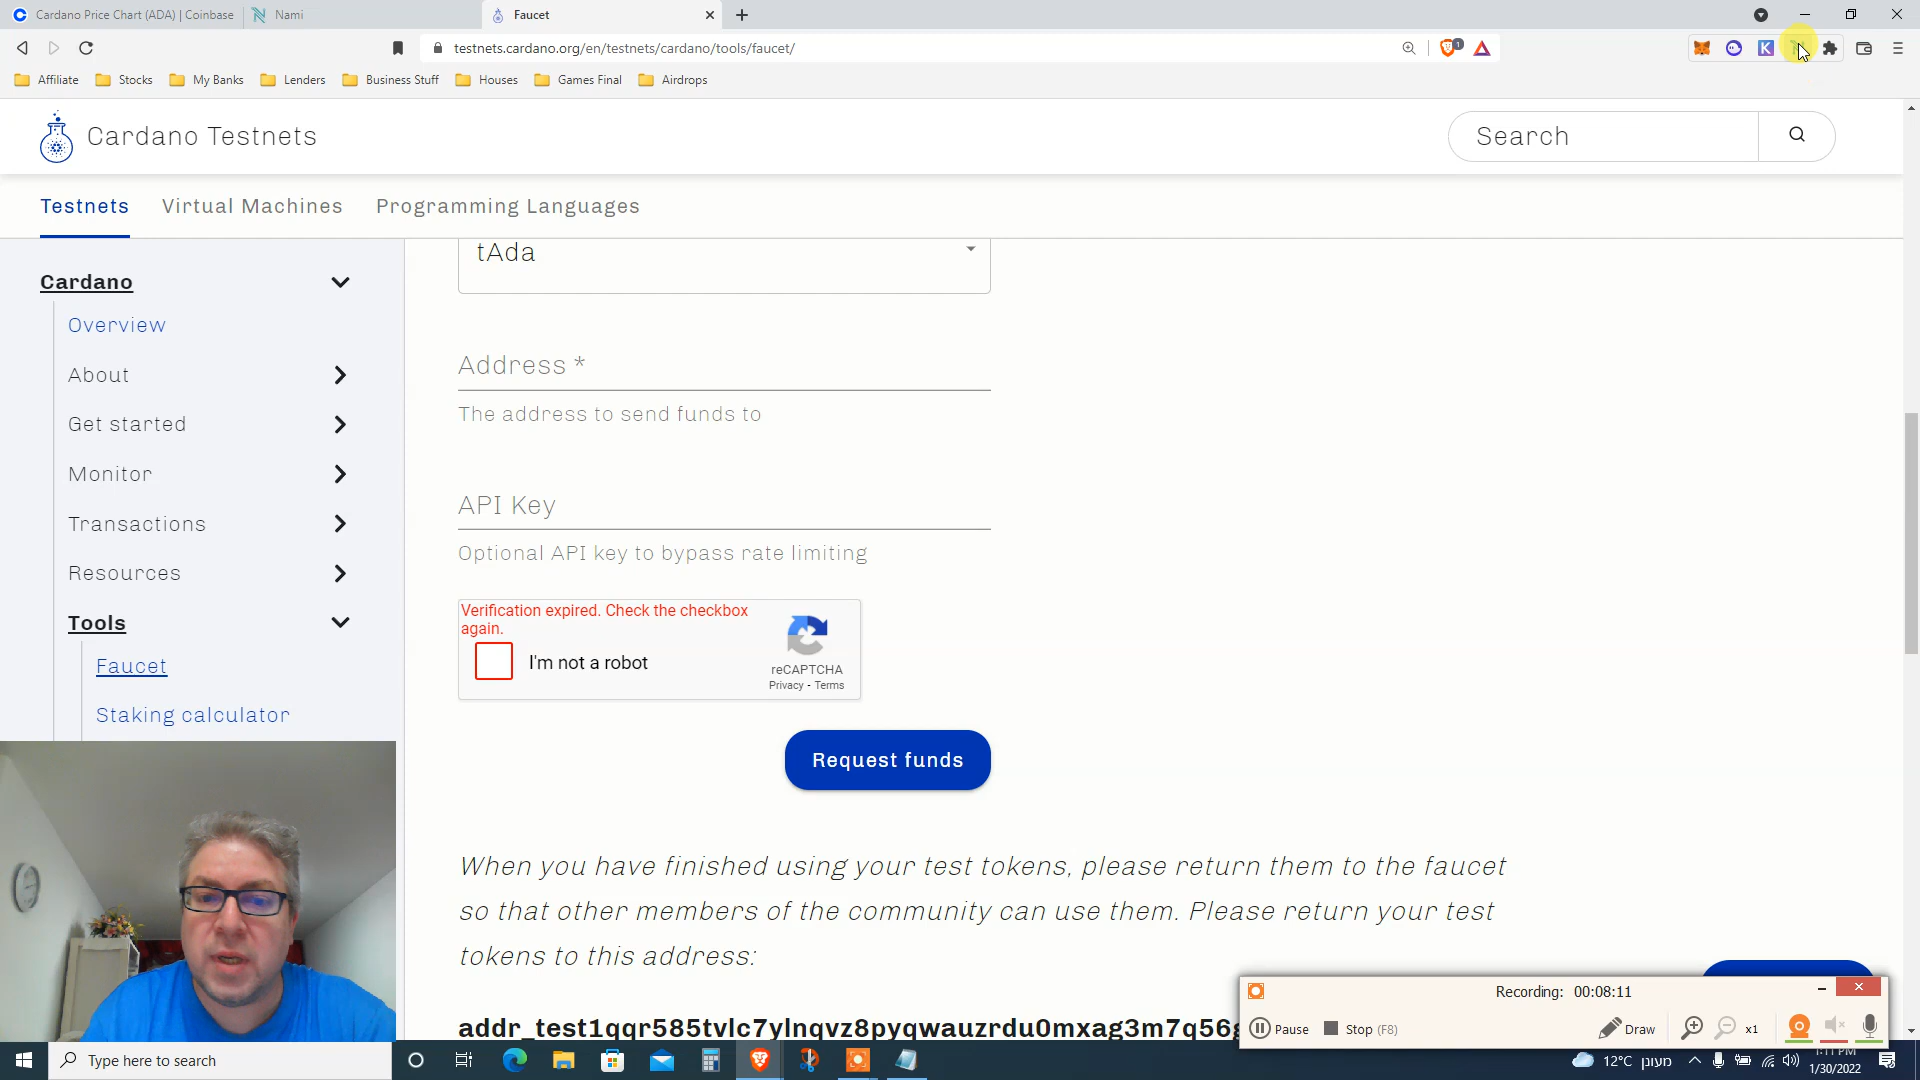 Cardano Price Chart (ADA) | Coinbase
Nami
Faucet
testnets.cardano.org/en/testnets/cardano/tools/faucet/
1
K
Affiliate
Stocks
My Banks
Lenders
Business Stuff
Houses
Games Final
Airdrops
Cardano Testnets
Search
Testnets
Virtual Machines
Programming Languages
Cardano
Overview
About
Get started
Monitor
Transactions
Resources
Tools
Faucet
Staking calculator
tAda
Address *
The address to send funds to
API Key
Optional API key to bypass rate limiting
Verification expired. Check the checkbox
again.
I'm not a robot
reCAPTCHA
Privacy - Terms
Request funds
When you have finished using your test tokens, please return them to the faucet
so that other members of the community can use them. Please return your test
tokens to this address:
addr_test1qqr585tvlc7ylnqvz8pyqwauzrdu0mxag3m7q56g
Recording: 00:08:11
Pause
Stop (F8)
Draw
x1
Type here to search
12°C מעונן
1:11 PM
1/30/2022